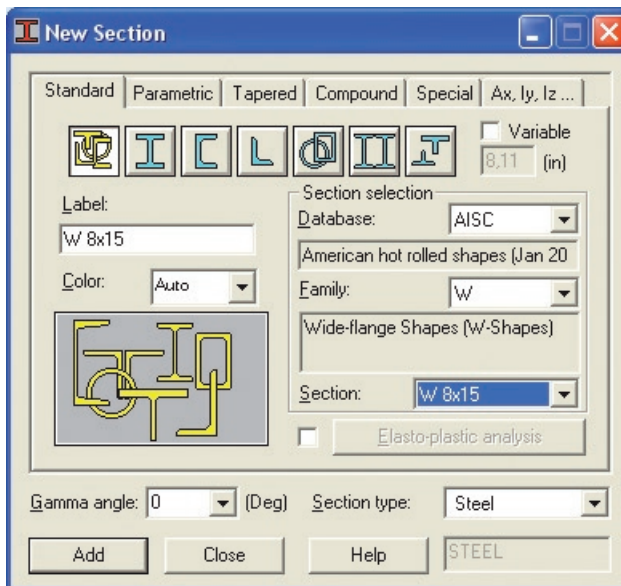 New Section
Standard Parametric Tapered Compound Special Ax, Iy, Iz ...
Variable
8,11 (in)
Label:
W 8x15
Color: Auto
Section selection
Database: AISC
American hot rolled shapes (Jan 20
Family: W
Wide-flange Shapes (W-Shapes)
Section: W 8x15
Elasto-plastic analysis
Gamma angle: 0 (Deg) Section type: Steel
Add Close Help STEEL